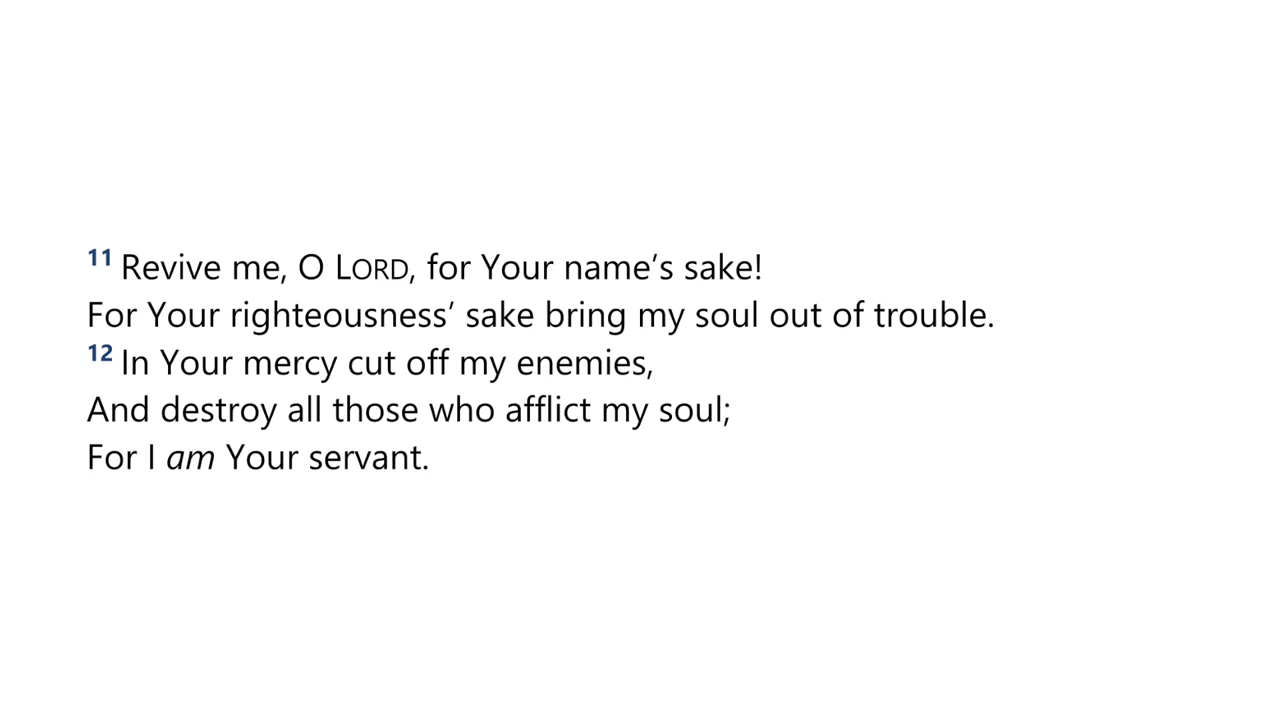 11 Revive me, O LORD, for Your name’s sake!
For Your righteousness’ sake bring my soul out of trouble.
12 In Your mercy cut off my enemies,
And destroy all those who afflict my soul;
For I am Your servant.